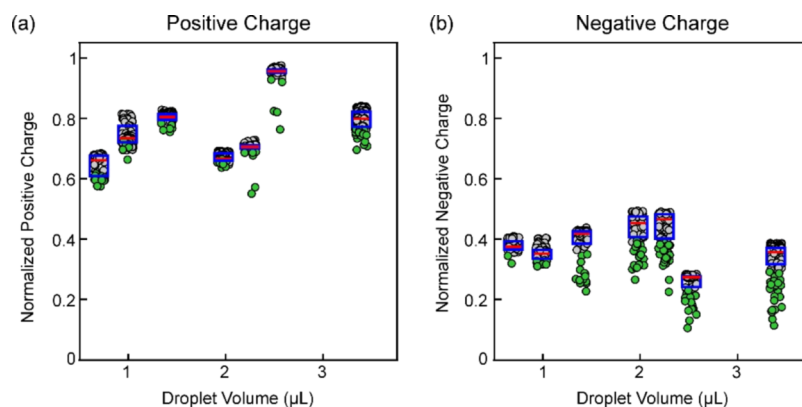 (a)
Positive Charge
Normalized Positive Charge
1
0.8
0.6
0.4
0.2
0
1
2
3
Droplet Volume (μL)
(b)
Negative Charge
Normalized Negative Charge
1
0.8
0.6
0.4
0.2
0
1
2
3
Droplet Volume (μL)